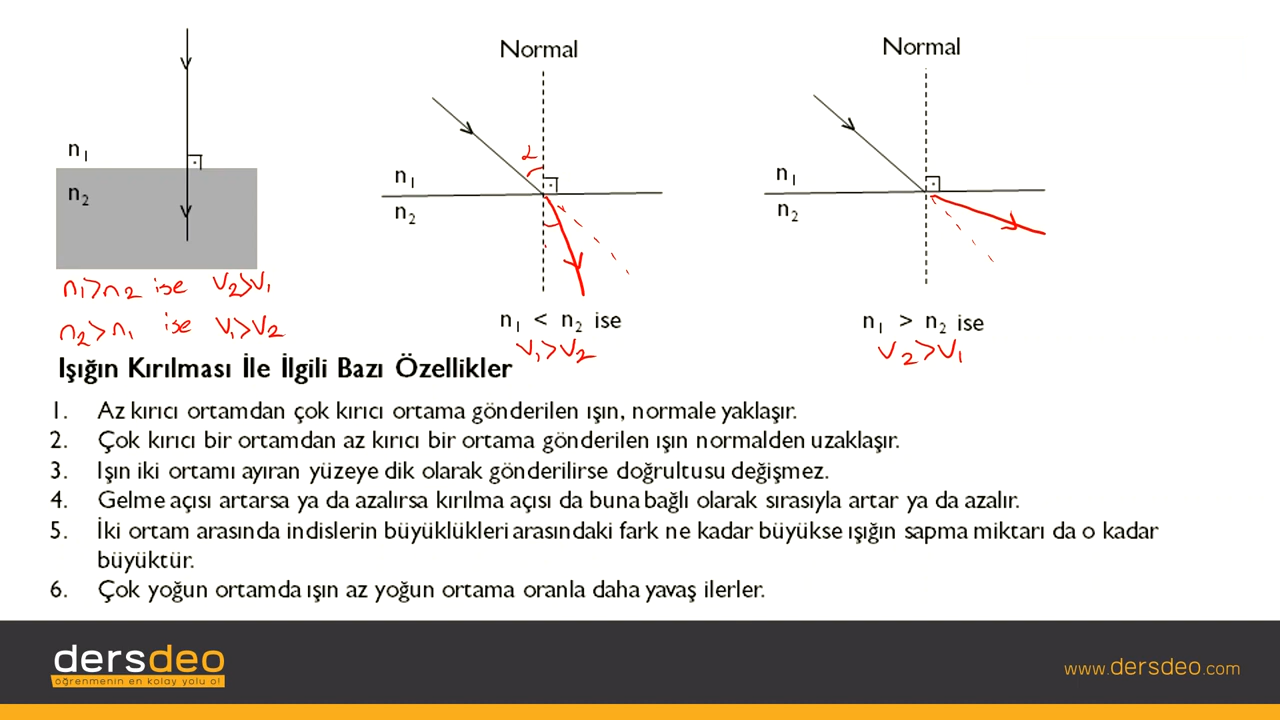 Normal
Normal
n₁
n₂
n₁
n₂
n₁
n₂
2
n₁>n₂ ise v₂>v₁
n₂>n₁ ise v₁>v₂
n₁ < n₂ ise
v₁>v₂
n₁ > n₂ ise
v₂>v₁
Işığın Kırılması İle İlgili Bazı Özellikler
1. Az kırıcı ortamdan çok kırıcı ortama gönderilen ışın, normale yaklaşır.
2. Çok kırıcı bir ortamdan az kırıcı bir ortama gönderilen ışın normalden uzaklaşır.
3. Işın iki ortamı ayıran yüzeye dik olarak gönderilirse doğrultusu değişmez.
4. Gelme açısı artarsa ya da azalırsa kırılma açısı da buna bağlı olarak sırasıyla artar ya da azalır.
5. İki ortam arasında indislerin büyüklükleri arasındaki fark ne kadar büyükse ışığın sapma miktarı da o kadar
büyüktür.
6. Çok yoğun ortamda ışın az yoğun ortama oranla daha yavaş ilerler.
dersdeo
öğrenmenin en kolay yolu o!
www.dersdeo.com